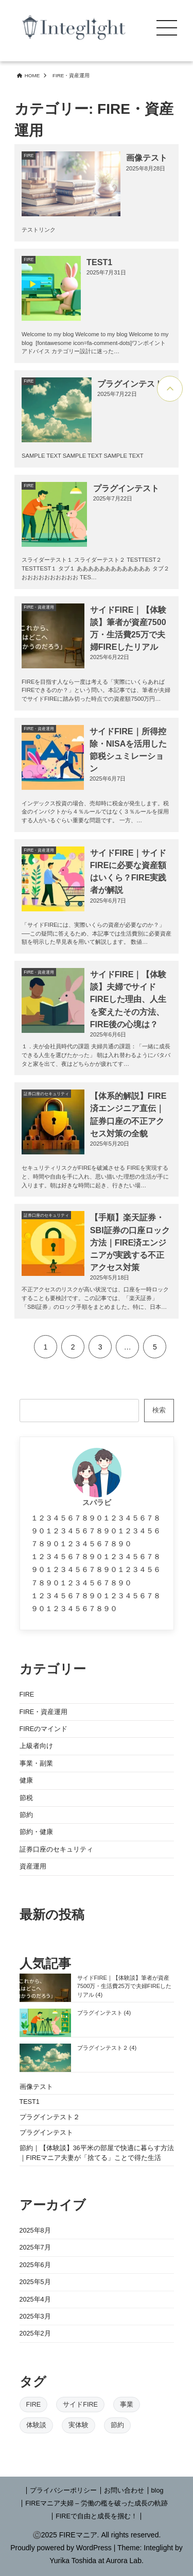 Integlight
HOME > FIRE・資産運用
カテゴリー: FIRE・資産
運用
FIRE
画像テスト
2025年8月28日
テストリンク
FIRE
TEST1
2025年7月31日
Welcome to my blog Welcome to my blog Welcome to my
blog [fontawesome icon=fa-comment-dots]ワンポイント
アドバイス カテゴリー設計に迷った…
FIRE
プラグインテスト
2025年7月22日
SAMPLE TEXT SAMPLE TEXT SAMPLE TEXT
FIRE
プラグインテスト
2025年7月22日
スライダーテスト１ スライダーテスト２ TESTTEST２
TESTTEST１ タブ１ あああああああああああああ タブ２
おおおおおおおおおお TES…
FIRE・資産運用
サイドFIRE｜【体験
談】筆者が資産7500
万・生活費25万で夫
婦FIREしたリアル
2025年6月22日
FIREを目指す人なら一度は考える「実際にいくらあれば
FIREできるのか？」という問い。本記事では、筆者が夫婦
でサイドFIREに踏み切った時点での資産額7500万円…
FIRE・資産運用
サイドFIRE｜所得控
除・NISAを活用した
節税シュミレーショ
ン
2025年6月7日
インデックス投資の場合、売却時に税金が発生します。税
金のインパクトから４％ルールではなく３％ルールを採用
する人がいるぐらい重要な問題です。 一方、…
FIRE・資産運用
サイドFIRE｜サイド
FIREに必要な資産額
はいくら？FIRE実践
者が解説
2025年6月7日
「サイドFIREには、実際いくらの資産が必要なのか？」
──この疑問に答えるため、本記事では生活費別に必要資産
額を明示した早見表を用いて解説します。 数値…
FIRE・資産運用
サイドFIRE｜【体験
談】夫婦でサイド
FIREした理由、人生
を変えたその方法、
FIRE後の心境は？
2025年6月6日
１．夫が会社員時代の課題 夫婦共通の課題：「一緒に成長
できる人生を選びたかった」 朝は入れ替わるようにバタバ
タと家を出て、夜はどちらかが疲れてす…
証券口座のセキュリティ
【体系的解説】FIRE
済エンジニア直伝｜
証券口座の不正アク
セス対策の全貌
2025年5月20日
セキュリティリスクがFIREを破滅させる FIREを実現する
と、時間や自由を手に入れ、思い描いた理想の生活が手に
入ります。朝は好きな時間に起き、行きたい場…
証券口座のセキュリティ
【手順】楽天証券・
SBI証券の口座ロック
方法｜FIRE済エンジ
ニアが実践する不正
アクセス対策
2025年5月18日
不正アクセスのリスクが高い状況では、口座を一時ロック
することも要検討です。この記事では、「楽天証券」
「SBI証券」のロック手順をまとめました。特に、日本…
1 2 3 … 5
検索
スパラビ
１２３４５６７８９０１２３４５６７８
９０１２３４５６７８９０１２３４５６
７８９０１２３４５６７８９０
１２３４５６７８９０１２３４５６７８
９０１２３４５６７８９０１２３４５６
７８９０１２３４５６７８９０
１２３４５６７８９０１２３４５６７８
９０１２３４５６７８９０
カテゴリー
FIRE
FIRE・資産運用
FIREのマインド
上級者向け
事業・副業
健康
節税
節約
節約・健康
証券口座のセキュリティ
資産運用
最新の投稿
人気記事
サイドFIRE｜【体験談】筆者が資産
7500万・生活費25万で夫婦FIREした
リアル (4)
プラグインテスト (4)
プラグインテスト２ (4)
画像テスト
TEST1
プラグインテスト２
プラグインテスト
節約｜【体験談】36平米の部屋で快適に暮らす方法
｜FIREマニア夫妻が「捨てる」ことで得た生活
アーカイブ
2025年8月
2025年7月
2025年6月
2025年5月
2025年4月
2025年3月
2025年2月
タグ
FIRE サイドFIRE 事業
体験談 実体験 節約
| プライバシーポリシー | お問い合わせ | blog
| FIREマニア夫婦 – 労働の檻を破った成長の軌跡
| FIREで自由と成長を掴む！ |
©2025 FIREマニア. All rights reserved.
Proudly powered by WordPress | Theme: Integlight by
Yurika Toshida at Aurora Lab.